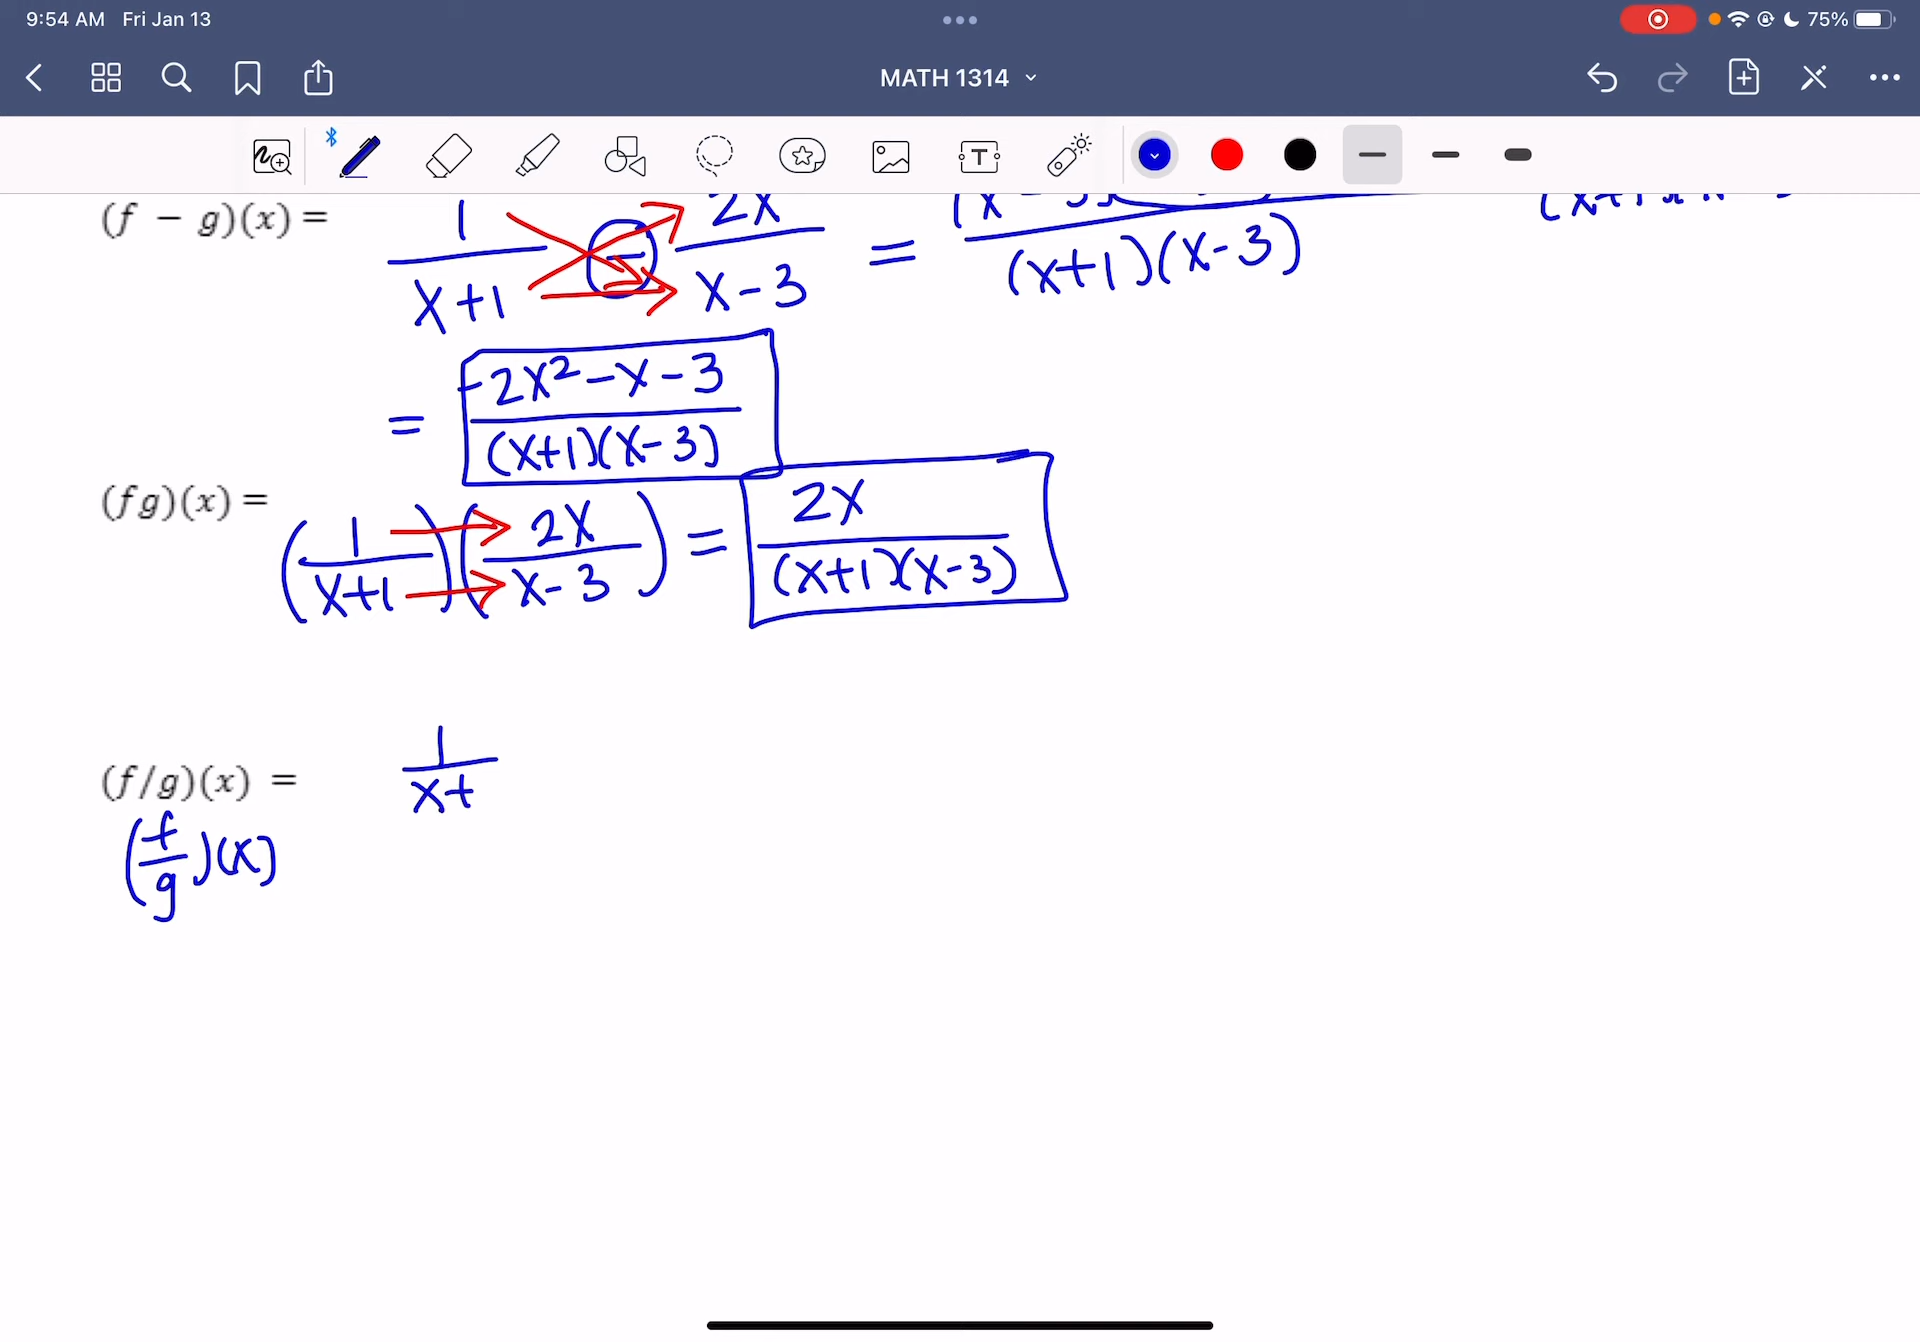 9:54 AM Fri Jan 13
75%
MATH 1314
T
(f − g)(x) =
1/(x+1) − 2x/(x−3) = /((x+1)(x−3))
= (−2x² − x − 3)/((x+1)(x−3))
(fg)(x) =
(1/(x+1))(2x/(x−3)) = 2x/((x+1)(x−3))
(f/g)(x) =
1/(x+
(f/g)(x)